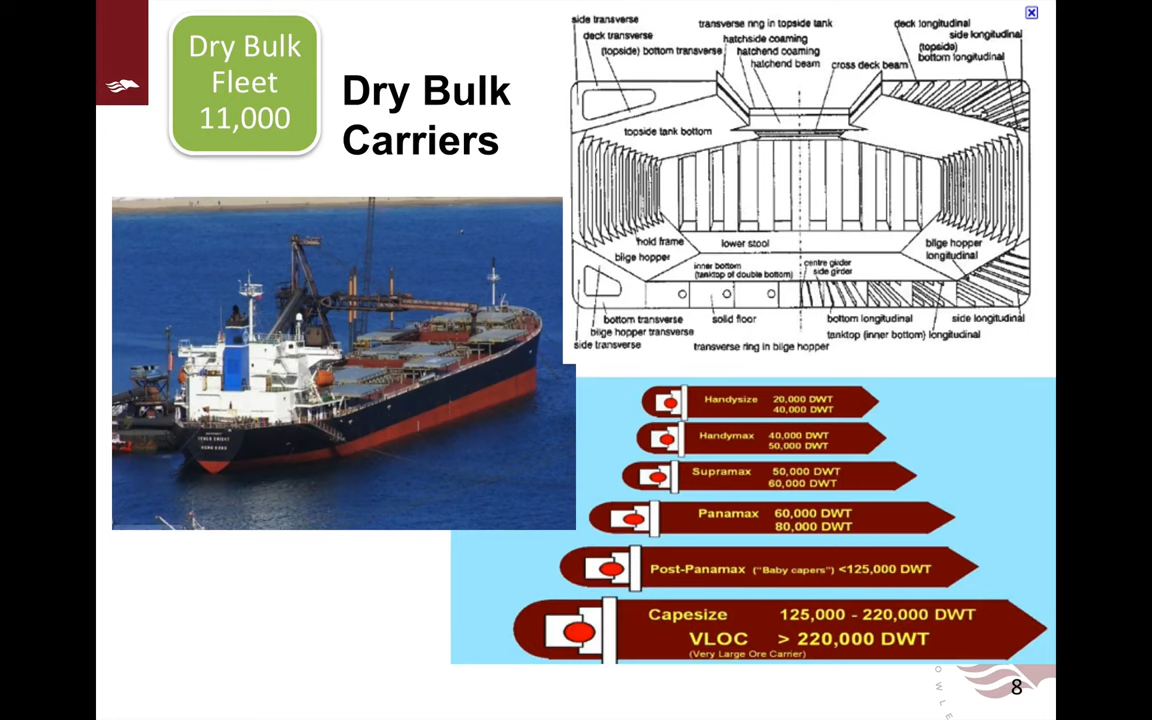 Dry Bulk
Fleet
11,000
Dry Bulk
Carriers
side transverse
deck transverse
(topside) bottom transverse
transverse ring in topside tank
hatchside coaming
hatchend coaming
hatchend beam
cross deck beam
deck longitudinal
side longitudinal
(topside)
bottom longitudinal
topside tank bottom
hold frame
bilge hopper
lower stool
inner bottom
(tanktop of double bottom)
centre girder
side girder
bilge hopper
longitudinal
bottom transverse
bilge hopper transverse
side transverse
solid floor
transverse ring in bilge hopper
bottom longitudinal
side longitudinal
tanktop (inner bottom) longitudinal
HONG KONG
Handysize 20,000 DWT
40,000 DWT
Handymax 40,000 DWT
50,000 DWT
Supramax 50,000 DWT
60,000 DWT
Panamax 60,000 DWT
80,000 DWT
Post-Panamax ("Baby capers") <125,000 DWT
Capesize 125,000 - 220,000 DWT
VLOC > 220,000 DWT
(Very Large Ore Carrier)
O W L E
8